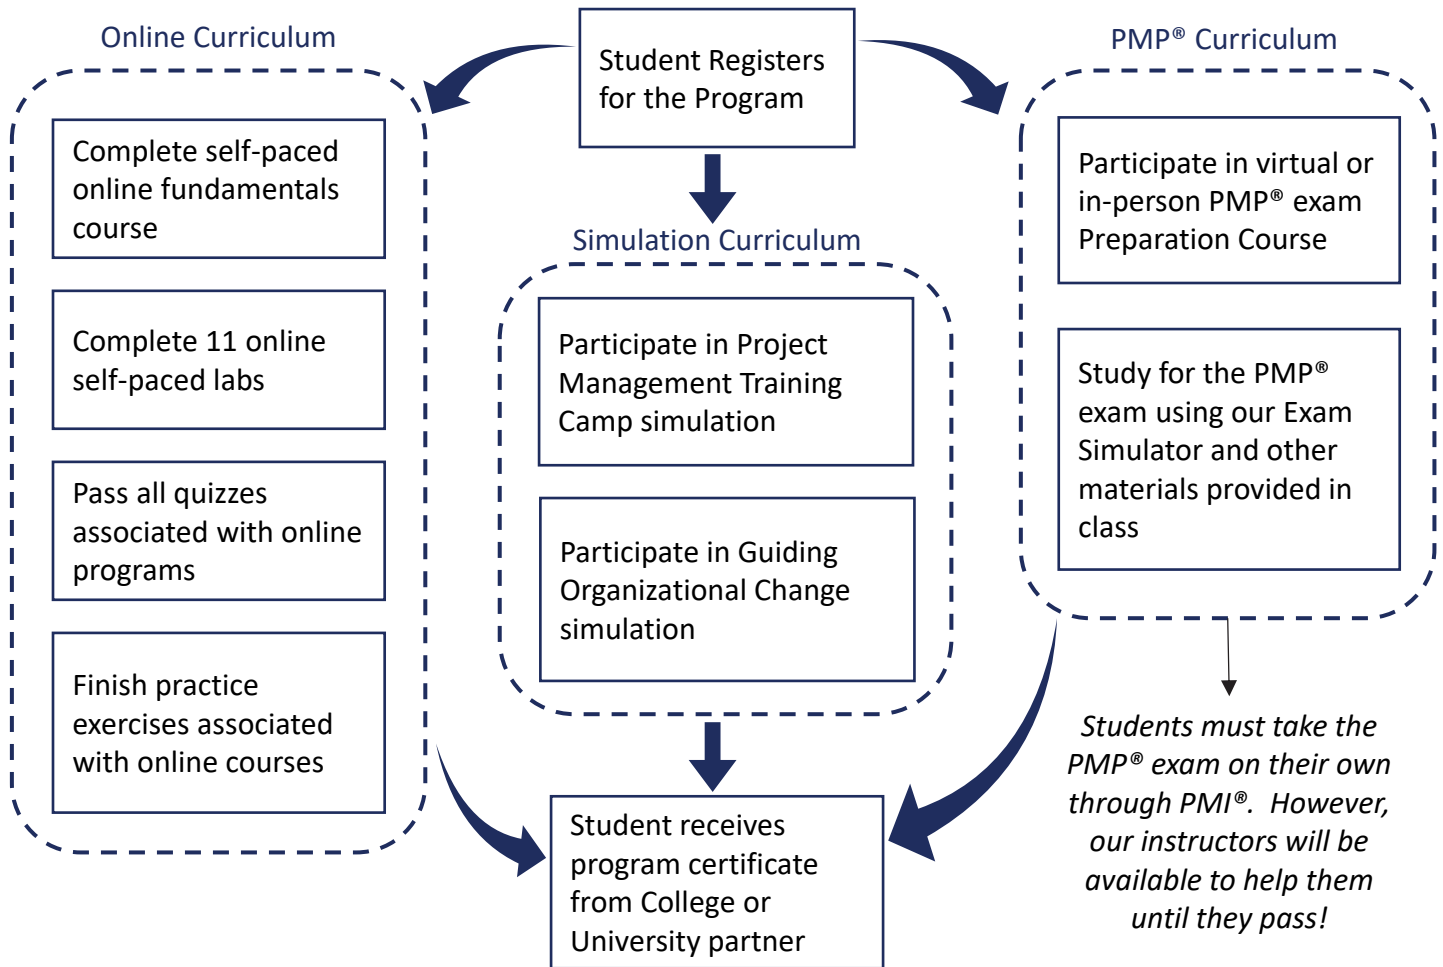 Online Curriculum
Complete self-paced
online fundamentals
course
Complete 11 online
self-paced labs
Pass all quizzes
associated with online
programs
Finish practice
exercises associated
with online courses
Student Registers
for the Program
Simulation Curriculum
Participate in Project
Management Training
Camp simulation
Participate in Guiding
Organizational Change
simulation
Student receives
program certificate
from College or
University partner
PMP® Curriculum
Participate in virtual or
in-person PMP® exam
Preparation Course
Study for the PMP®
exam using our Exam
Simulator and other
materials provided in
class
Students must take the
PMP® exam on their own
through PMI®.  However,
our instructors will be
available to help them
until they pass!